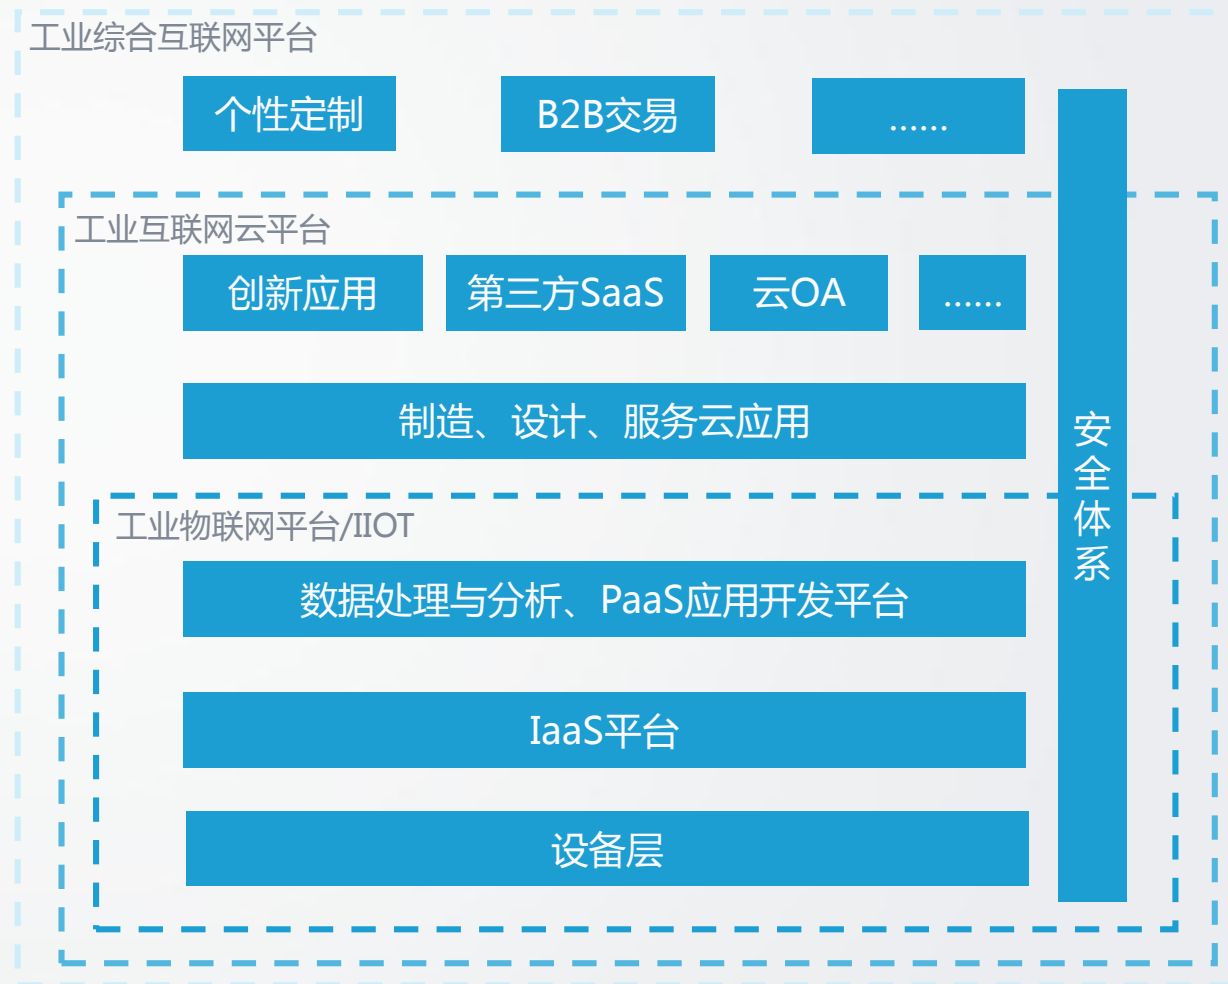 工业综合互联网平台
个性定制
B2B交易
......
工业互联网云平台
创新应用
第三方SaaS
云OA
......
制造、设计、服务云应用
工业物联网平台/IIOT
数据处理与分析、PaaS应用开发平台
IaaS平台
设备层
安全体系